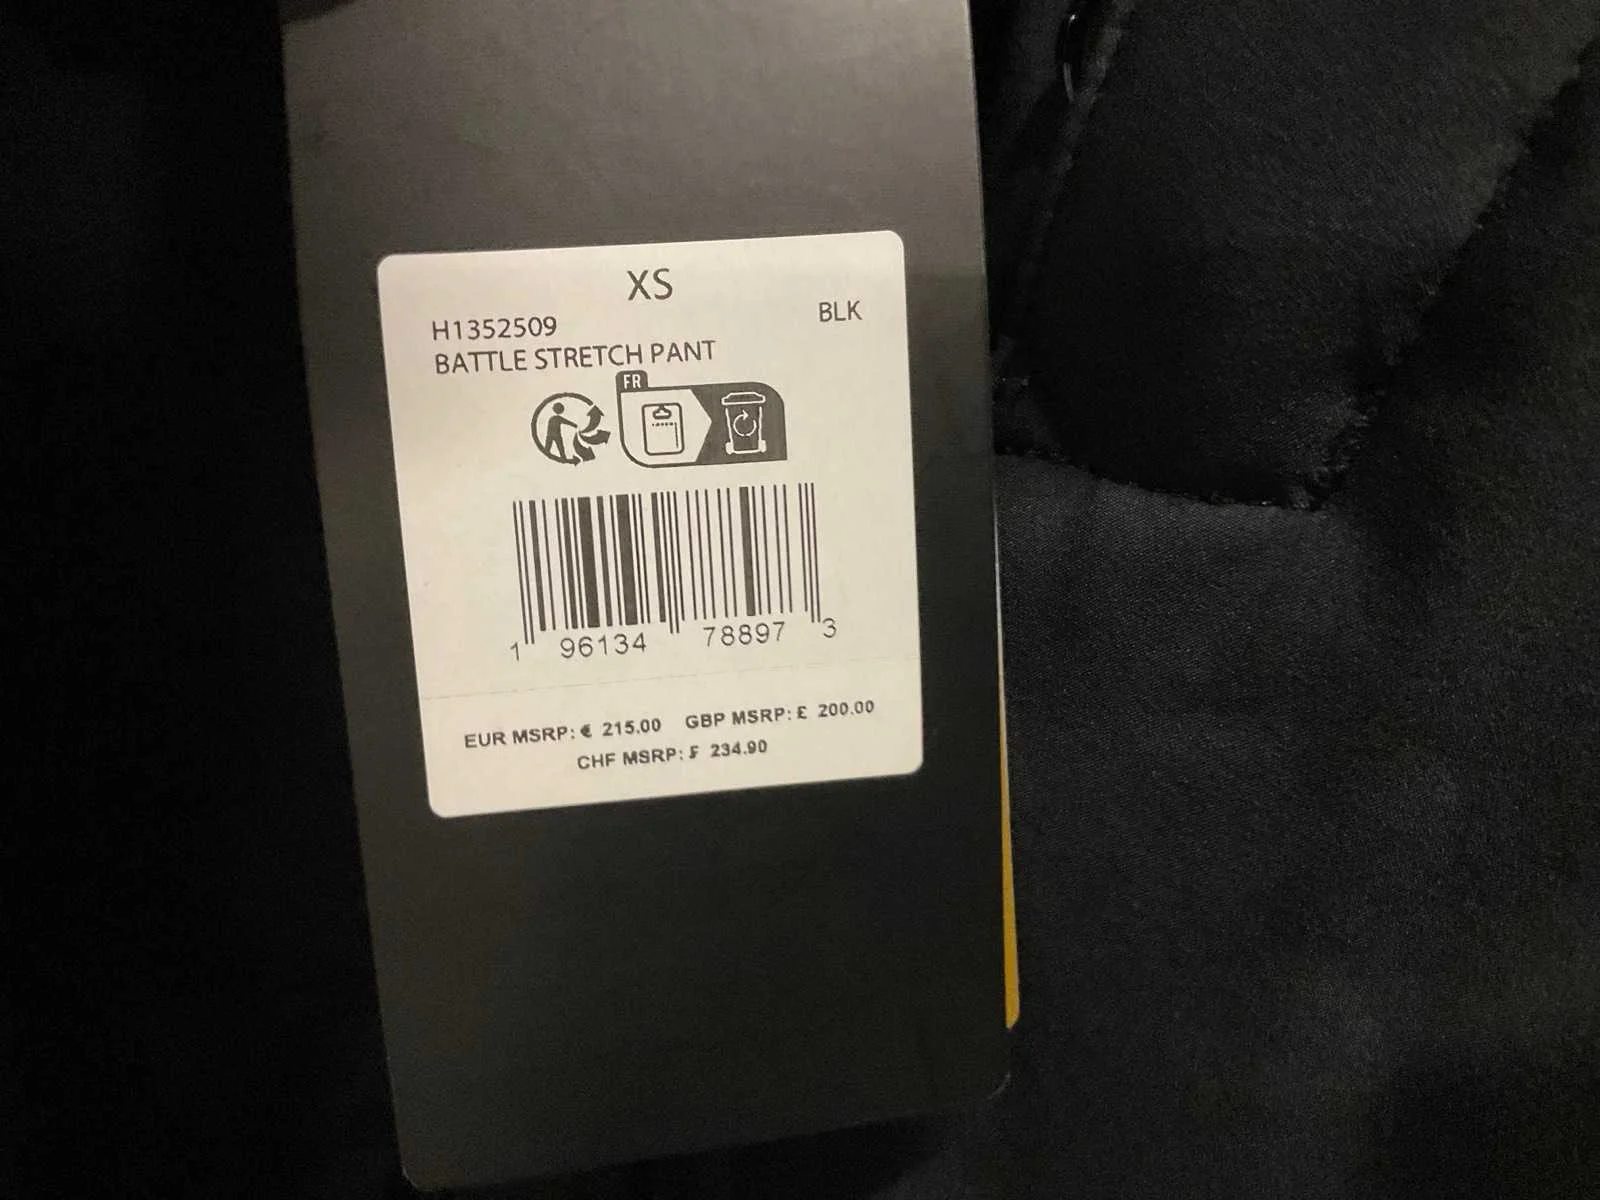 XS
H1352509 BLK
BATTLE STRETCH PANT
FR
1 96134 78897 3
EUR MSRP: € 215.00 GBP MSRP: £ 200.00
CHF MSRP: ₣ 234.90